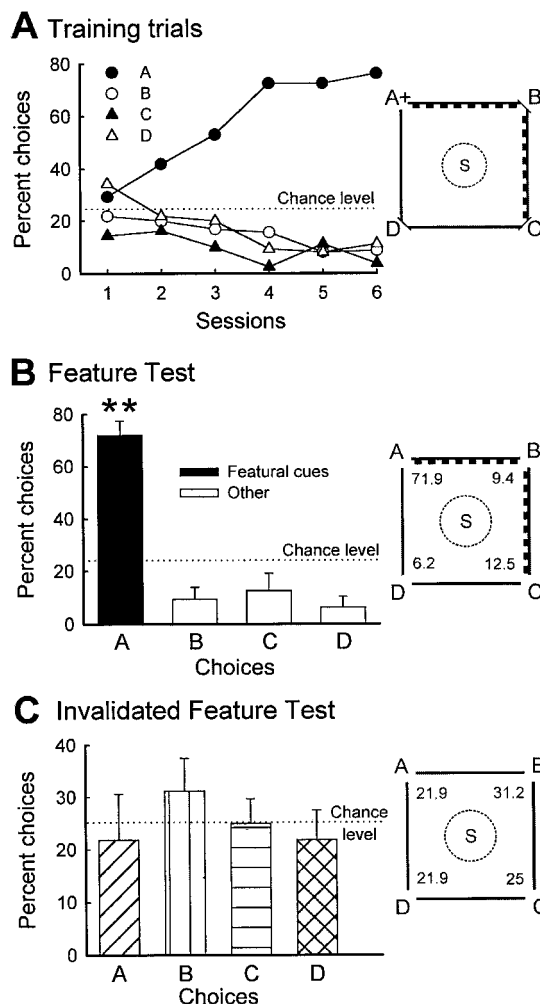 A Training trials
80
60
40
20
0
Percent choices
A
B
C
D
Chance level
1 2 3 4 5 6
Sessions
A+ B
S
D C
B Feature Test
80
60
40
20
0
Percent choices
**
Featural cues
Other
Chance level
A B C D
Choices
A B
71.9 9.4
S
6.2 12.5
D C
C Invalidated Feature Test
40
30
20
10
0
Percent choices
Chance
level
A B C D
Choices
A B
21.9 31.2
S
21.9 25
D C